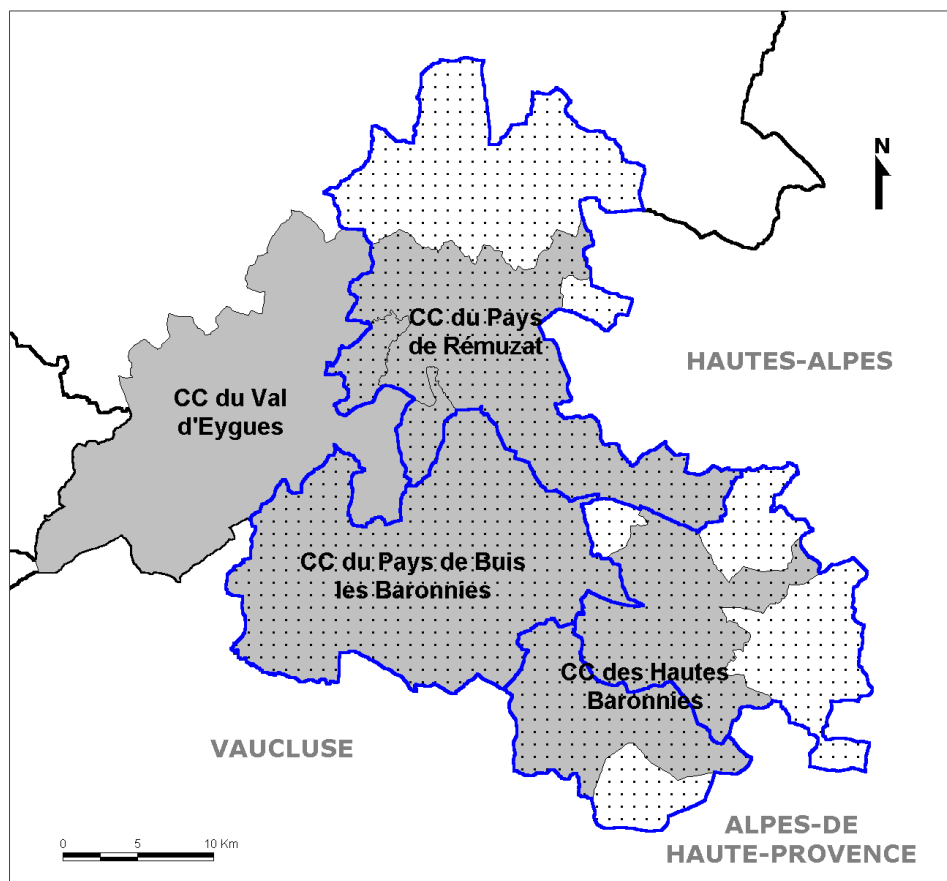 N
CC du Pays
de Rémuzat
HAUTES-ALPES
CC du Val
d'Eygues
CC du Pays de Buis
les Baronnies
CC des Hautes
Baronnies
VAUCLUSE
ALPES-DE
HAUTE-PROVENCE
0 5 10 Km